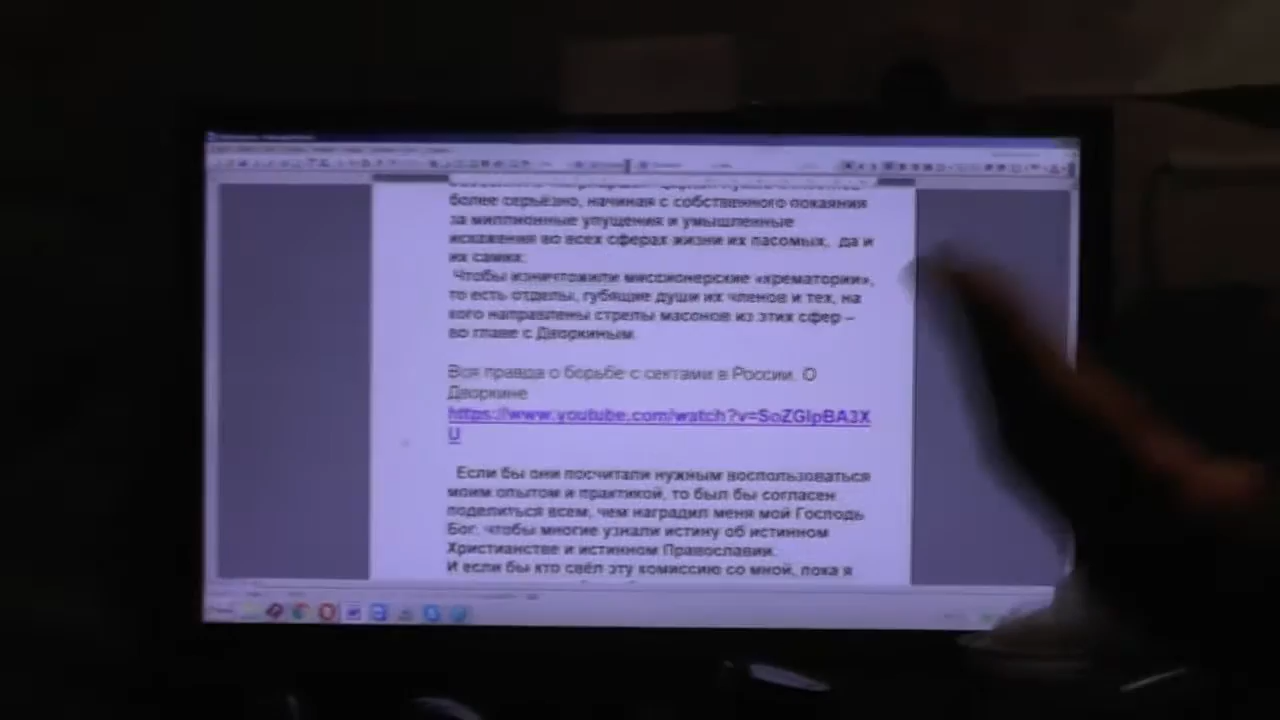 более серьёзно, начиная с собственного покаяния
за миллионные упущения и умышленные
искажения во всех сферах жизни их пасомых, да и
их самих.
Чтобы изничтожили миссионерские «крематории»,
то есть отделы, губящие души их членов и тех, на
кого направлены стрелы масонов из этих сфер –
во главе с Дворкиным.
Вся правда о борьбе с сектами в России. О
Дворкине
https://www.youtube.com/watch?v=SoZGlpBA3X
U
Если бы они посчитали нужным воспользоваться
моим опытом и практикой, то был бы согласен
поделиться всем, чем наградил меня мой Господь
Бог, чтобы многие узнали истину об истинном
Христианстве и истинном Православии.
И если бы кто свёл эту комиссию со мной, пока я